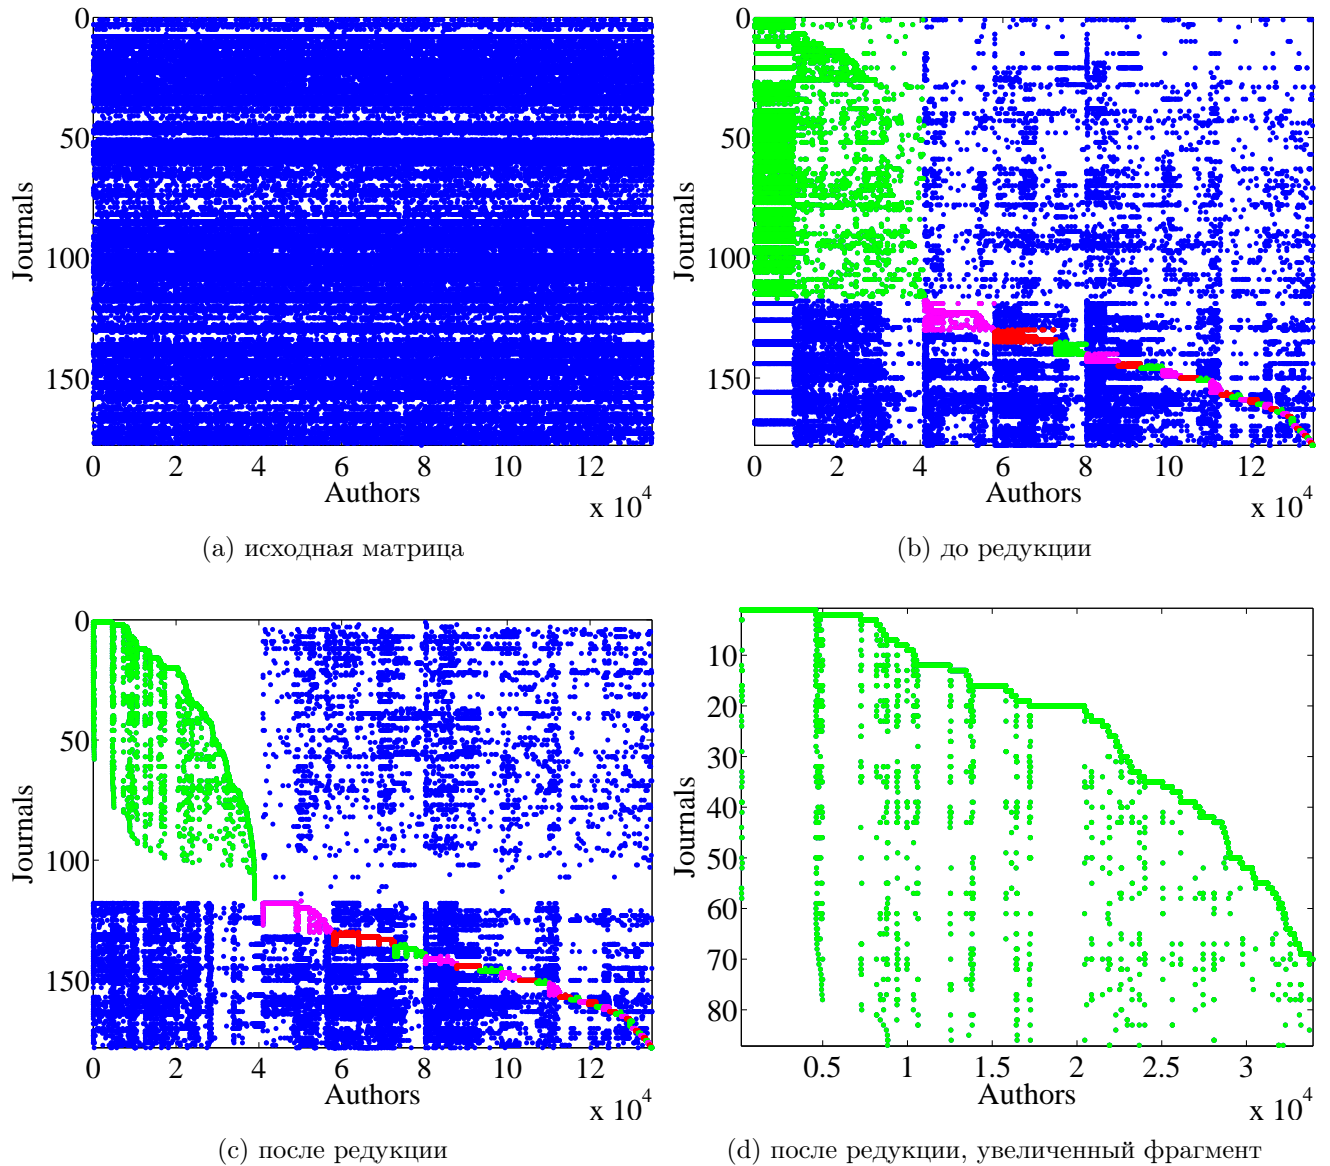 0
50
100
150
Journals
0 2 4 6 8 10 12
Authors
x 10^4
(a) исходная матрица
0
50
100
150
Journals
0 2 4 6 8 10 12
Authors
x 10^4
(b) до редукции
0
50
100
150
Journals
0 2 4 6 8 10 12
Authors
x 10^4
(c) после редукции
10
20
30
40
50
60
70
80
Journals
0.5 1 1.5 2 2.5 3
Authors
x 10^4
(d) после редукции, увеличенный фрагмент